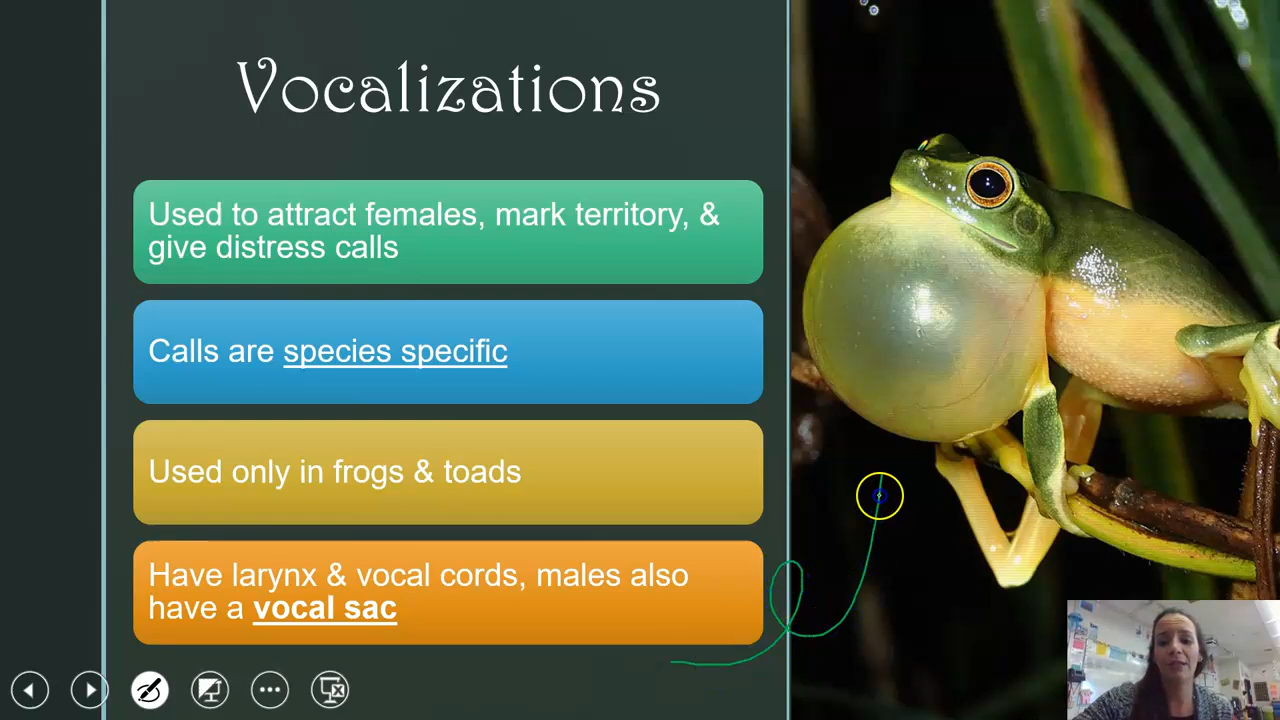 Vocalizations
Used to attract females, mark territory, &
give distress calls
Calls are species specific
Used only in frogs & toads
Have larynx & vocal cords, males also
have a vocal sac